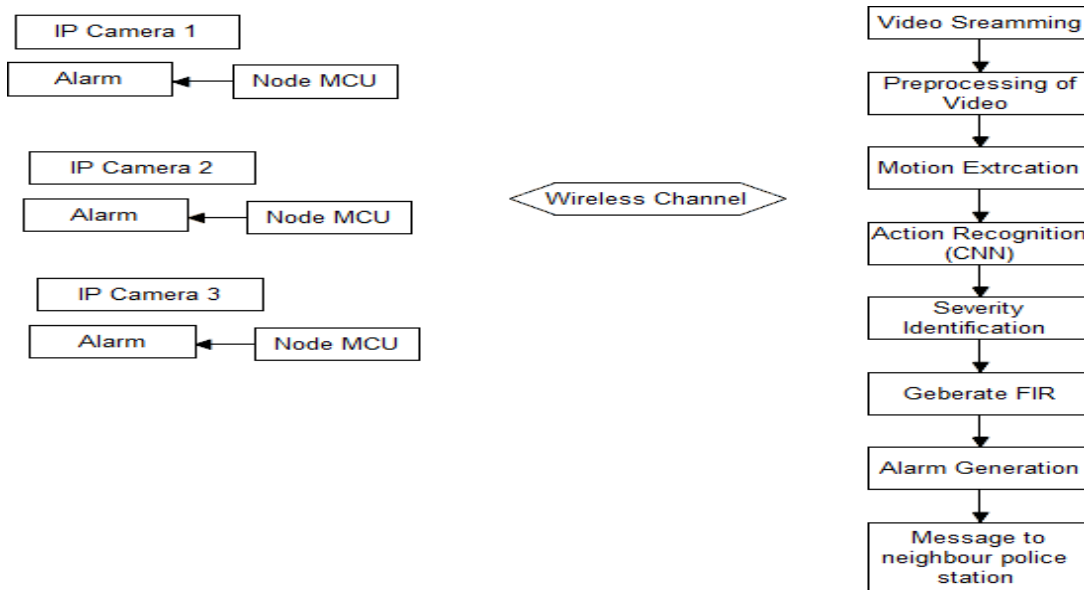 IP Camera 1
Alarm
Node MCU
IP Camera 2
Alarm
Node MCU
IP Camera 3
Alarm
Node MCU
Wireless Channel
Video Sreamming
Preprocessing of
Video
Motion Extrcation
Action Recognition
(CNN)
Severity
Identification
Geberate FIR
Alarm Generation
Message to
neighbour police
station